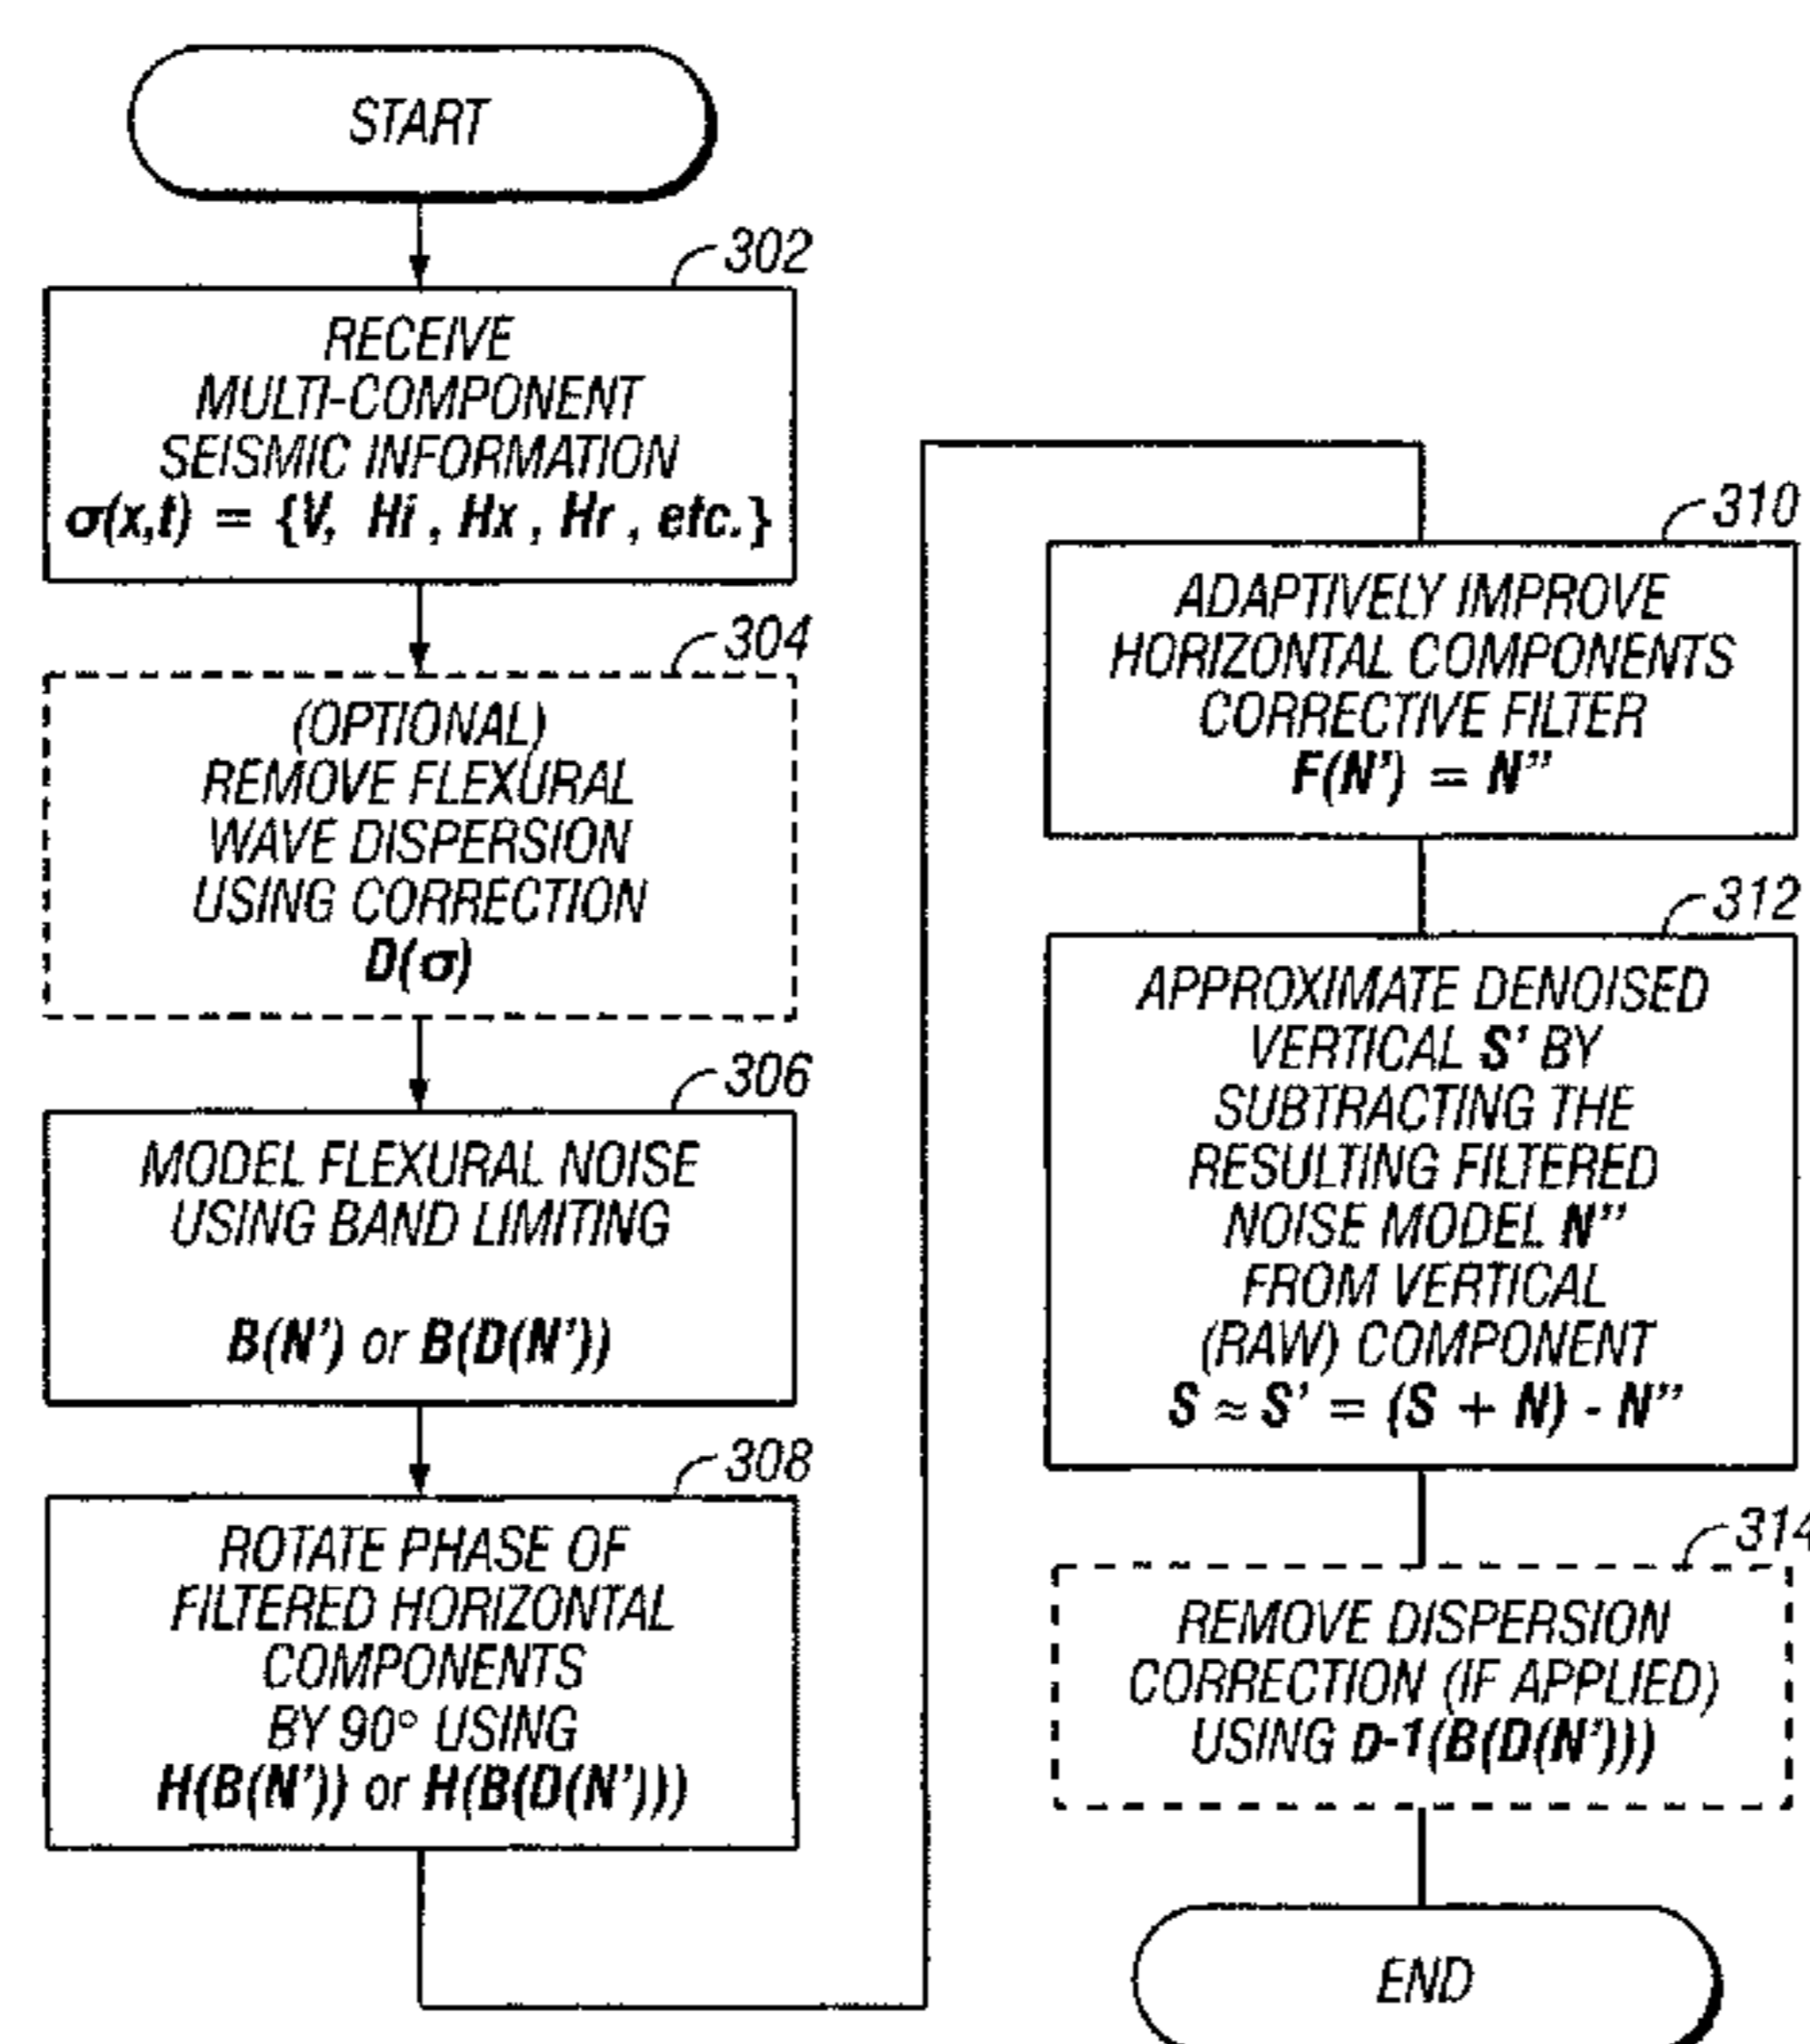 START
302
RECEIVE
MULTI-COMPONENT
SEISMIC INFORMATION
σ(x,t) = {V, Hi, Hx, Hr, etc.}
304
(OPTIONAL)
REMOVE FLEXURAL
WAVE DISPERSION
USING CORRECTION
D(σ)
306
MODEL FLEXURAL NOISE
USING BAND LIMITING
B(N') or B(D(N'))
308
ROTATE PHASE OF
FILTERED HORIZONTAL
COMPONENTS
BY 90° USING
H(B(N')) or H(B(D(N')))
310
ADAPTIVELY IMPROVE
HORIZONTAL COMPONENTS
CORRECTIVE FILTER
F(N') = N”
312
APPROXIMATE DENOISED
VERTICAL S' BY
SUBTRACTING THE
RESULTING FILTERED
NOISE MODEL N”
FROM VERTICAL
(RAW) COMPONENT
S ≈ S' = (S + N) - N”
314
REMOVE DISPERSION
CORRECTION (IF APPLIED)
USING D-1(B(D(N')))
END